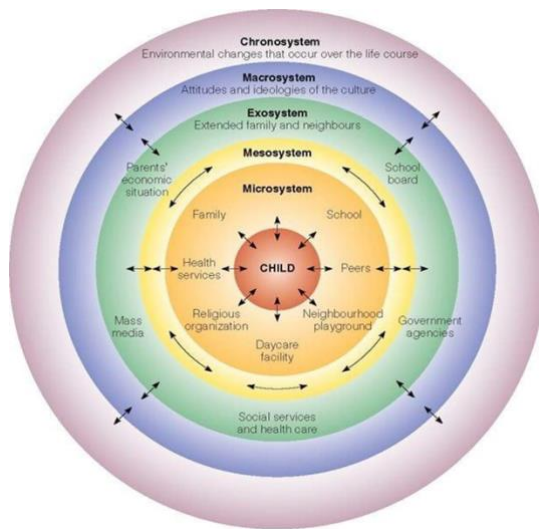 Chronosystem
Environmental changes that occur over the life course
Macrosystem
Attitudes and ideologies of the culture
Exosystem
Extended family and neighbours
Mesosystem
Parents'
economic
situation
School
board
Microsystem
Family
School
Health
services
CHILD
Peers
Religious
organization
Neighbourhood
playground
Daycare
facility
Mass
media
Government
agencies
Social services
and health care